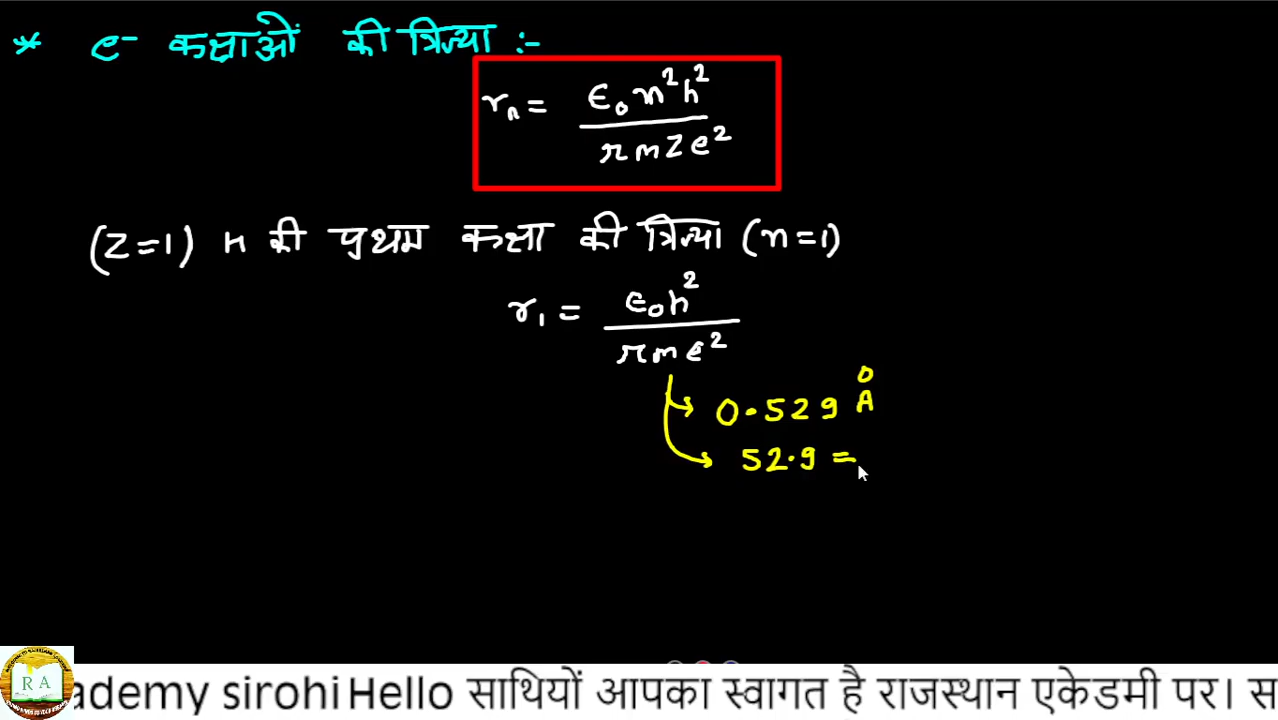 * e⁻ कक्षाओं की त्रिज्या :-
rₙ = ε₀n²h² / πmZe²
(Z=1) H की प्रथम कक्षा की त्रिज्या (n=1)
r₁ = ε₀h² / πme²
0.529 Å
52.9 =
RA
ademy sirohi Hello साथियों आपका स्वागत है राजस्थान एकेडमी पर। स